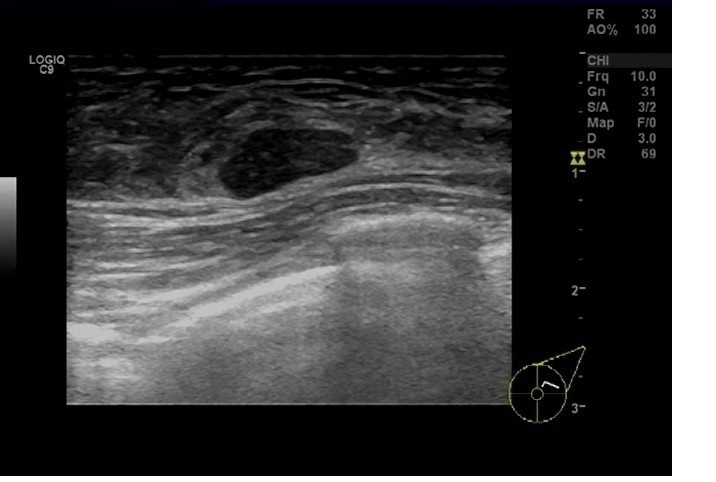 LOGIQ
C9
FR 33
AO% 100
CHI
Frq 10.0
Gn 31
S/A 3/2
Map F/0
D 3.0
DR 69
1
2
3